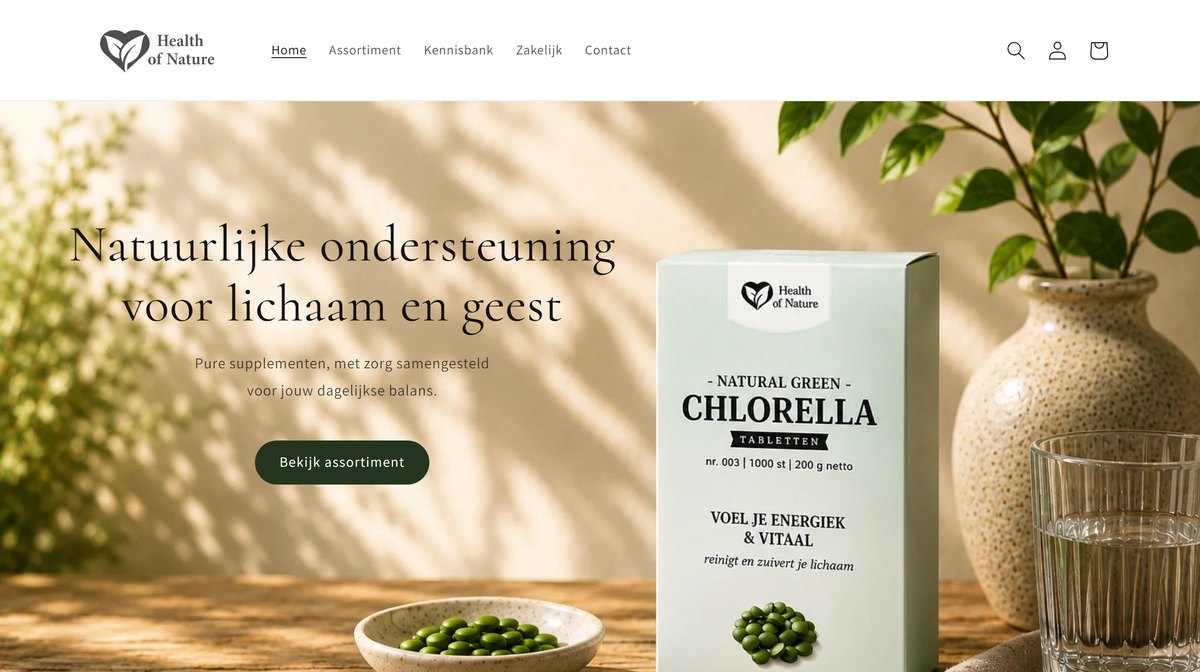 Health
of Nature
Home Assortiment Kennisbank Zakelijk Contact
Natuurlijke ondersteuning
voor lichaam en geest
Pure supplementen, met zorg samengesteld
voor jouw dagelijkse balans.
Bekijk assortiment
Health
of Nature
- NATURAL GREEN -
CHLORELLA
TABLETTEN
nr. 003 | 1000 st | 200 g netto
VOEL JE ENERGIEK
& VITAAL
reinigt en zuivert je lichaam